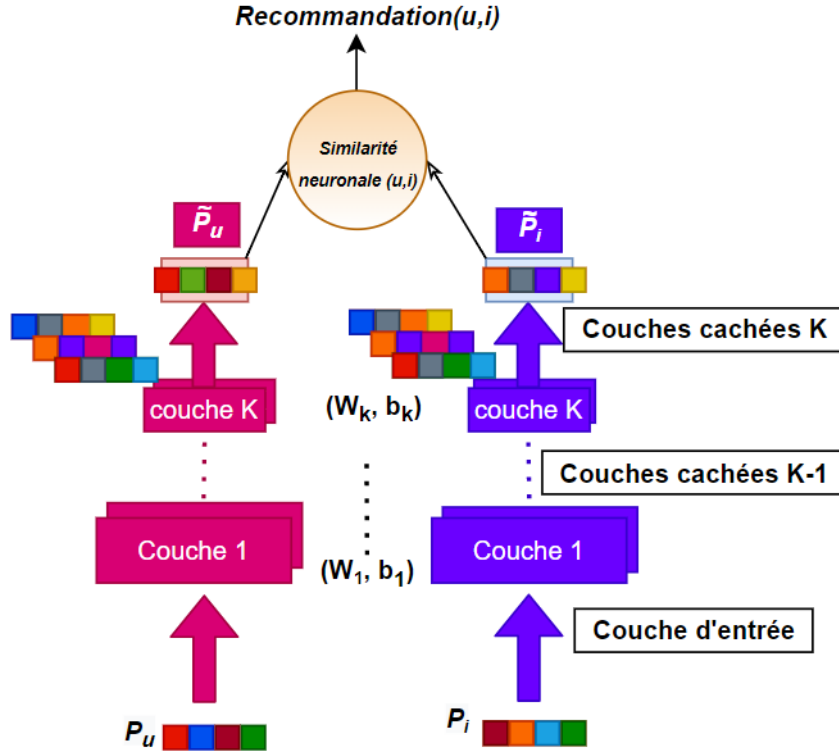 Recommandation(u,i)
Similarité
neuronale (u,i)
P̃u
P̃i
Couches cachées K
couche K
(Wk, bk)
couche K
Couches cachées K-1
Couche 1
Couche 1
(W1, b1)
Couche d'entrée
Pu
Pi